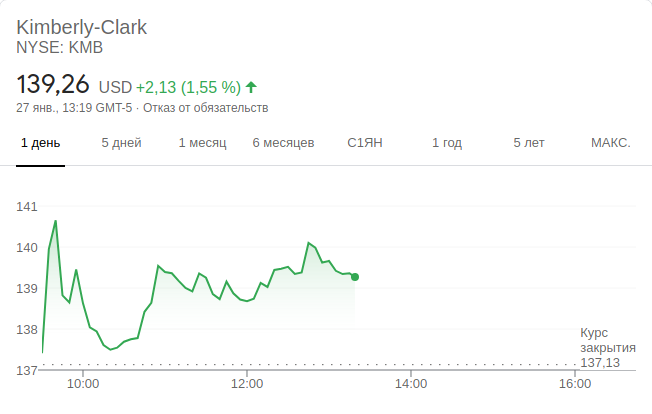 Kimberly-Clark
NYSE: KMB
139,26 USD +2,13 (1,55 %)
27 янв., 13:19 GMT-5 · Отказ от обязательств
1 день 5 дней 1 месяц 6 месяцев С1ЯН 1 год 5 лет МАКС.
141
140
139
138
Курс
закрытия
137,13
137
10:00 12:00 14:00 16:00